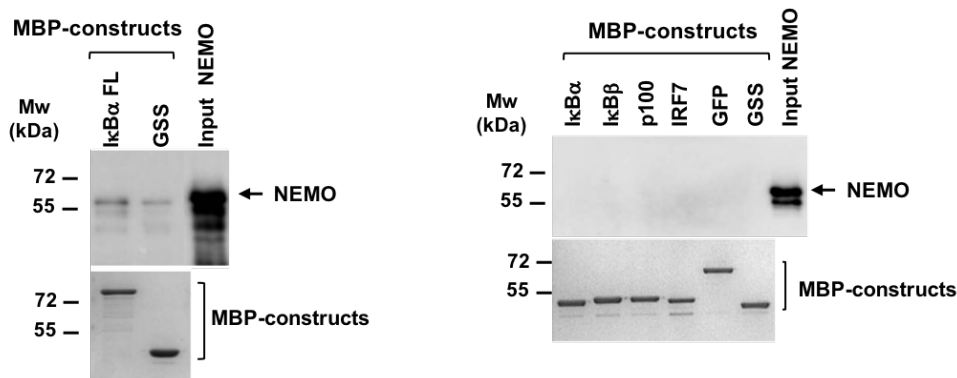 MBP-constructs
IκBα FL
GSS
Input NEMO
Mw
(kDa)
72
55
NEMO
72
55
MBP-constructs
MBP-constructs
IκBα
IκBβ
p100
IRF7
GFP
GSS
Input NEMO
Mw
(kDa)
72
55
NEMO
72
55
MBP-constructs